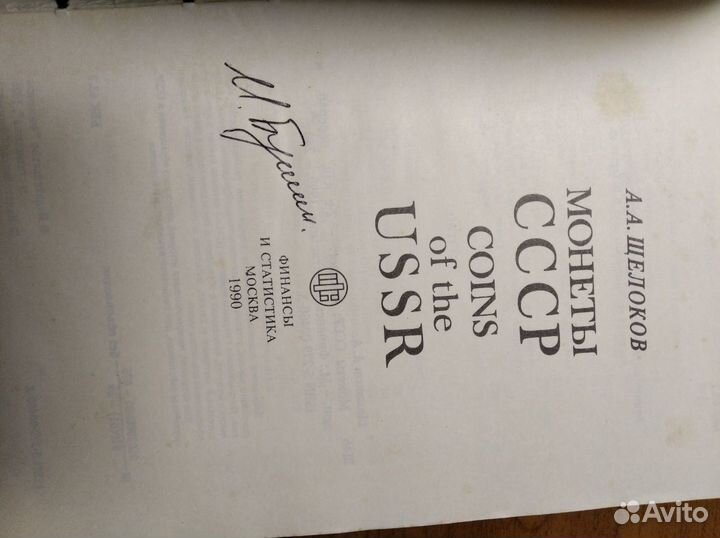 А.А.ЩЕЛОКОВ
МОНЕТЫ
СССР
COINS
of the
USSR
ФИНАНСЫ
И СТАТИСТИКА
МОСКВА
1990
Avito